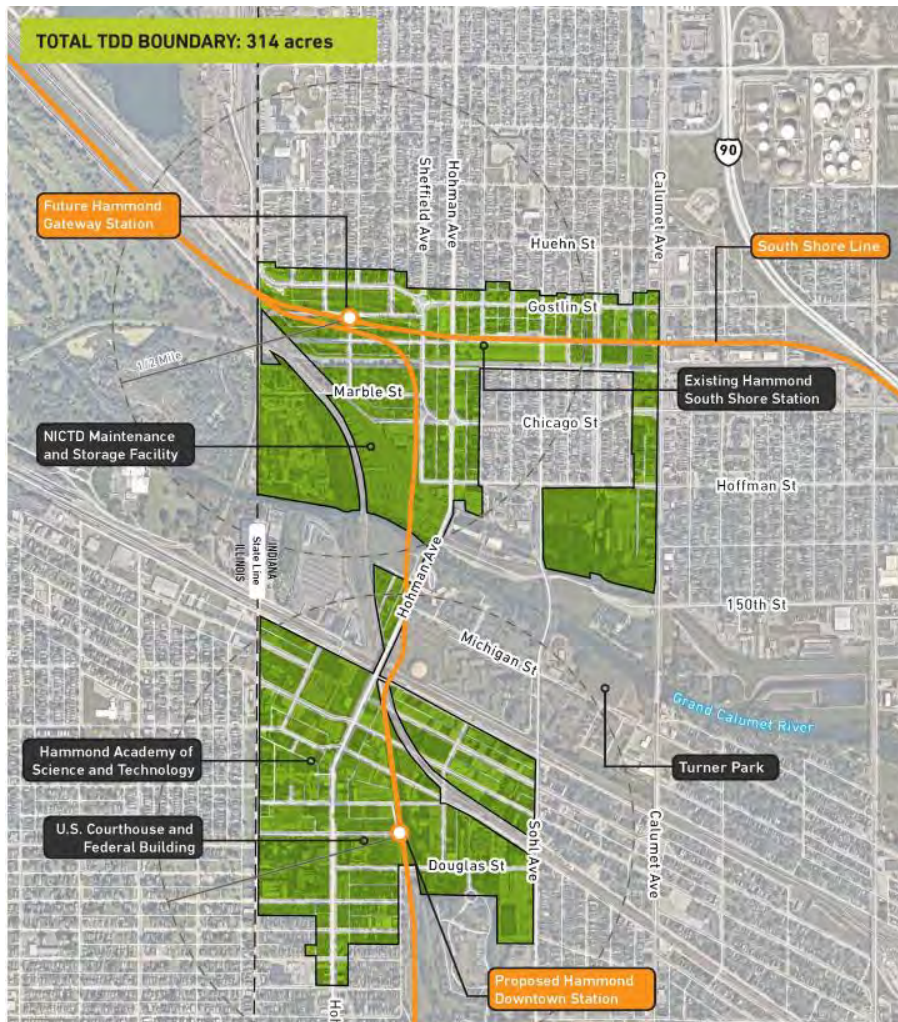 TOTAL TDD BOUNDARY: 314 acres
90
Sheffield Ave
Hohman Ave
Calumet Ave
Future Hammond
Gateway Station
Huehn St
South Shore Line
Gostlin St
1/2 Mile
Marble St
Existing Hammond
South Shore Station
Chicago St
NICTD Maintenance
and Storage Facility
Hoffman St
INDIANA
State Line
ILLINOIS
Hohman Ave
150th St
Michigan St
Grand Calumet River
Hammond Academy of
Science and Technology
Turner Park
U.S. Courthouse and
Federal Building
Sohl Ave
Calumet Ave
Douglas St
Proposed Hammond
Downtown Station